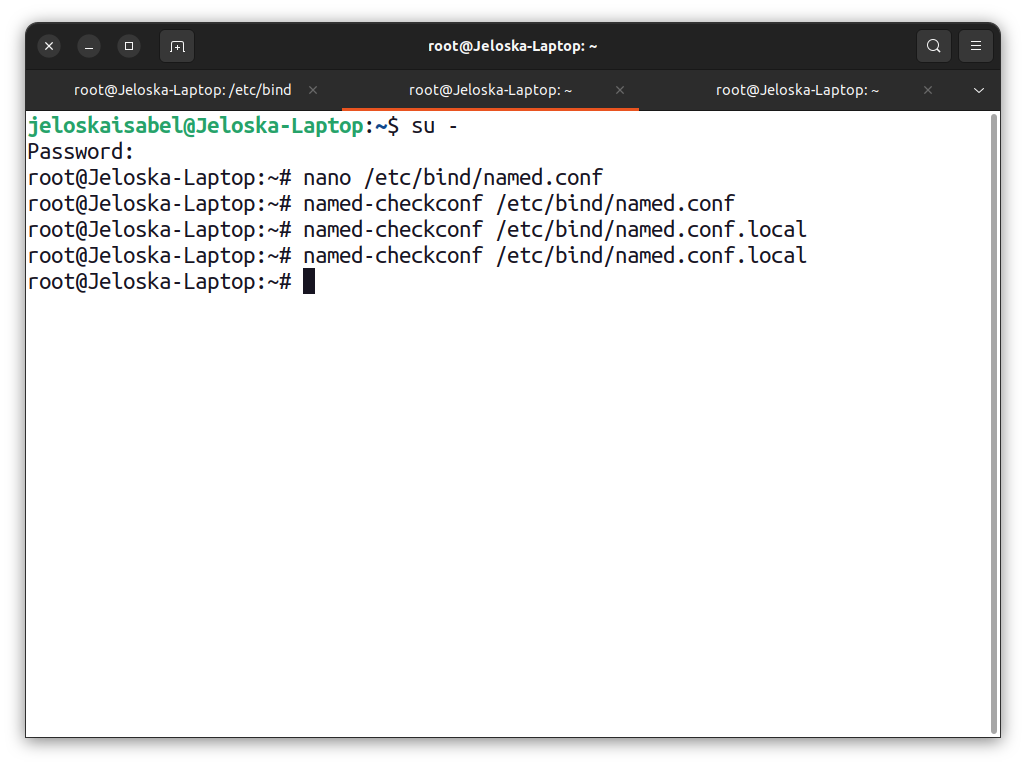 root@Jeloska-Laptop: ~
root@Jeloska-Laptop: /etc/bind
root@Jeloska-Laptop: ~
root@Jeloska-Laptop: ~
jeloskaisabel@Jeloska-Laptop:~$ su -
Password:
root@Jeloska-Laptop:~# nano /etc/bind/named.conf
root@Jeloska-Laptop:~# named-checkconf /etc/bind/named.conf
root@Jeloska-Laptop:~# named-checkconf /etc/bind/named.conf.local
root@Jeloska-Laptop:~# named-checkconf /etc/bind/named.conf.local
root@Jeloska-Laptop:~#